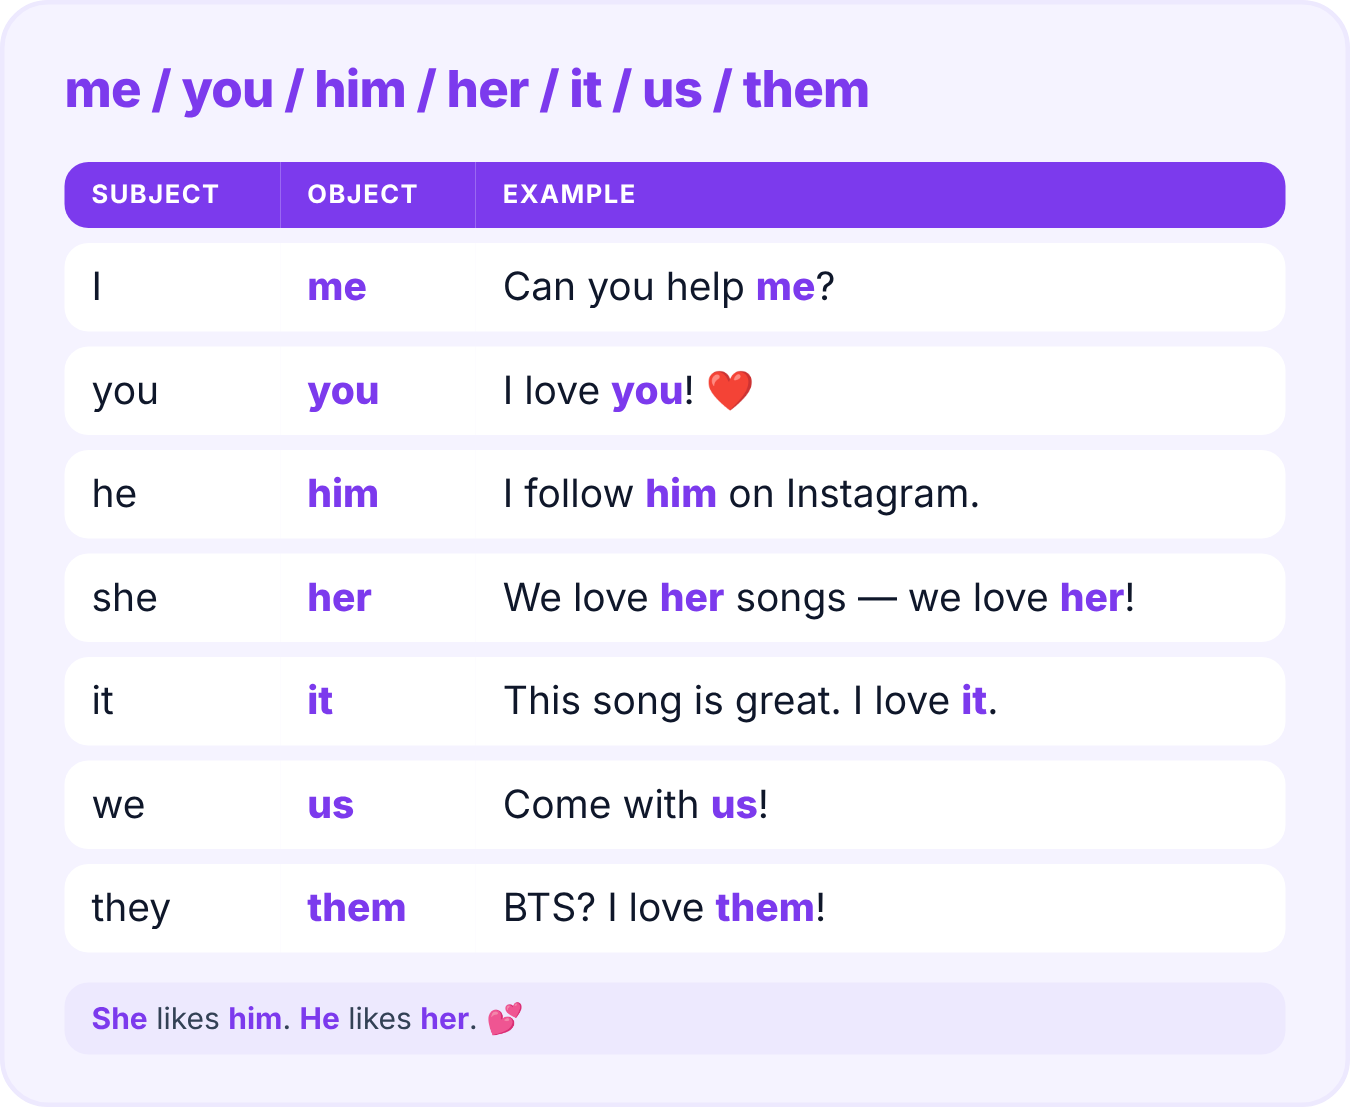 me / you / him / her / it / us / them
SUBJECT OBJECT EXAMPLE
I me Can you help me?
you you I love you! ❤️
he him I follow him on Instagram.
she her We love her songs — we love her!
it it This song is great. I love it.
we us Come with us!
they them BTS? I love them!
She likes him. He likes her. 💕